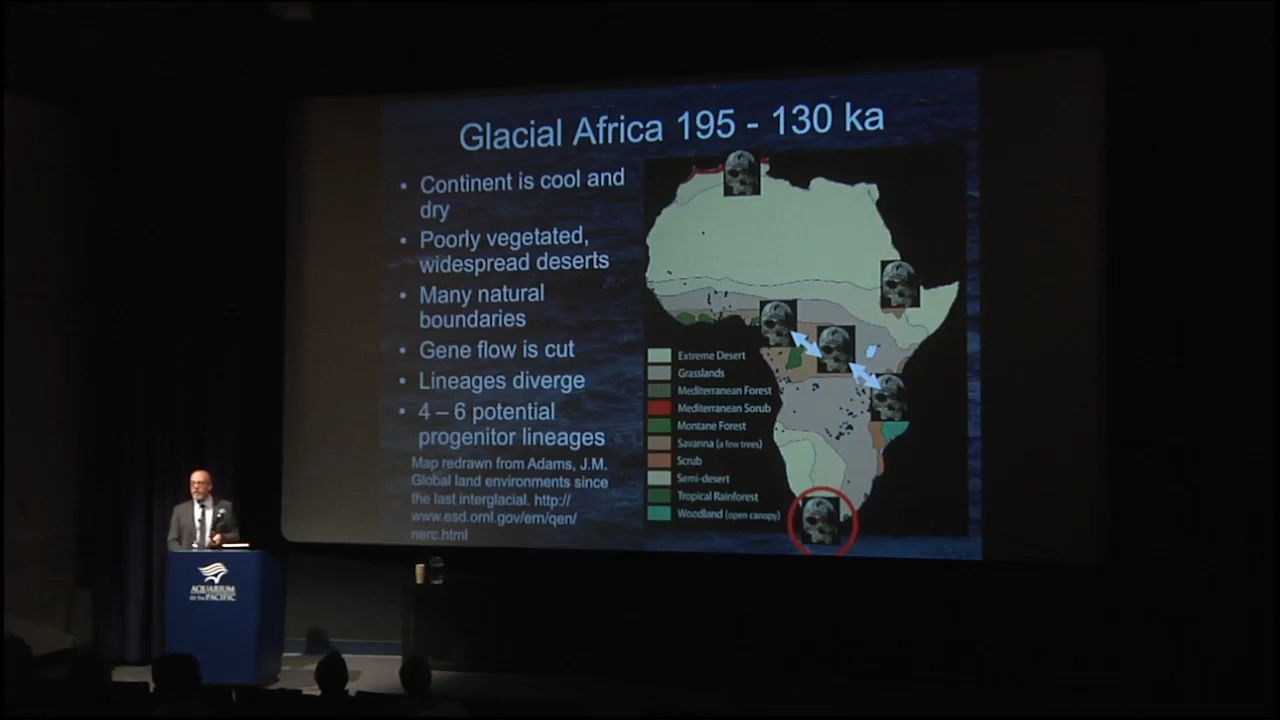 Glacial Africa 195 - 130 ka
• Continent is cool and
dry
• Poorly vegetated,
widespread deserts
• Many natural
boundaries
• Gene flow is cut
• Lineages diverge
• 4 – 6 potential
progenitor lineages
Map redrawn from Adams, J.M.
Global land environments since
the last interglacial. http://
www.esd.ornl.gov/ern/qen/
nerc.html
Extreme Desert
Grasslands
Mediterranean Forest
Mediterranean Scrub
Montane Forest
Savanna (a few trees)
Scrub
Semi-desert
Tropical Rainforest
Woodland (open canopy)
AQUARIUM
OF THE PACIFIC